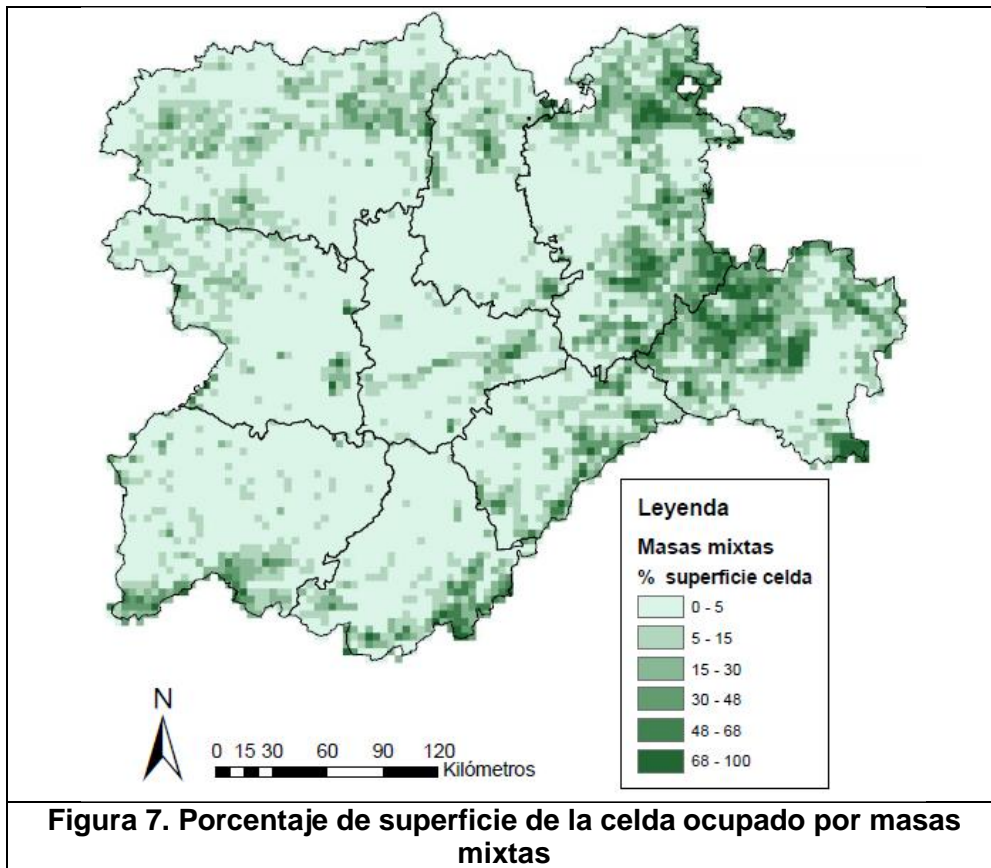 Leyenda
Masas mixtas
% superficie celda
0 - 5
5 - 15
15 - 30
30 - 48
48 - 68
68 - 100
N
0 15 30 60 90 120
Kilómetros
Figura 7. Porcentaje de superficie de la celda ocupado por masas
mixtas